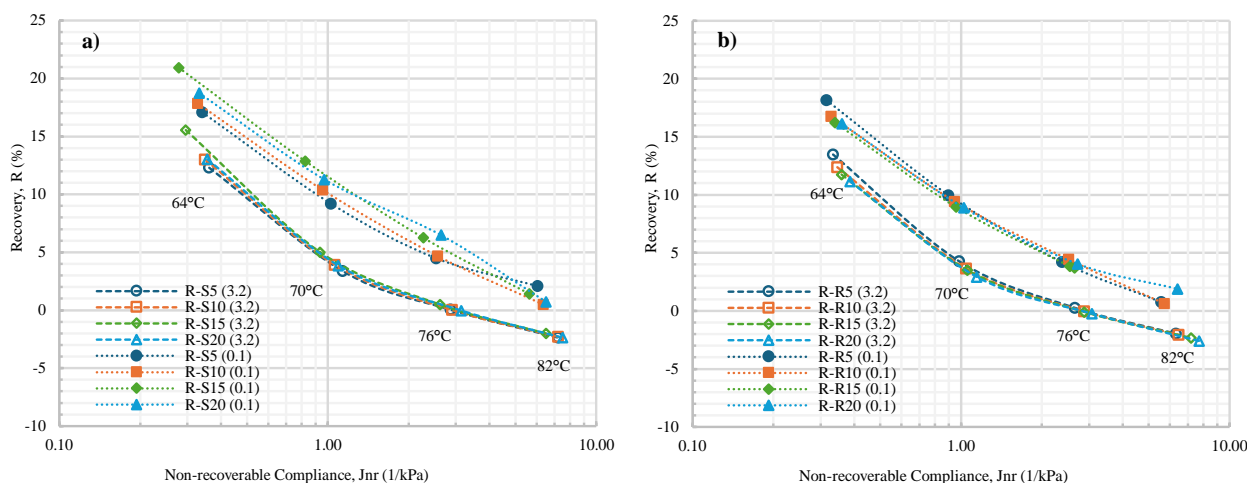 a)
25
20
15
10
5
0
-5
-10
Recovery, R (%)
64°C
70°C
76°C
82°C
R-S5 (3.2)
R-S10 (3.2)
R-S15 (3.2)
R-S20 (3.2)
R-S5 (0.1)
R-S10 (0.1)
R-S15 (0.1)
R-S20 (0.1)
0.10 1.00 10.00
Non-recoverable Compliance, Jnr (1/kPa)
b)
25
20
15
10
5
0
-5
-10
Recovery, R (%)
64°C
70°C
76°C
82°C
R-R5 (3.2)
R-R10 (3.2)
R-R15 (3.2)
R-R20 (3.2)
R-R5 (0.1)
R-R10 (0.1)
R-R15 (0.1)
R-R20 (0.1)
0.10 1.00 10.00
Non-recoverable Compliance, Jnr (1/kPa)